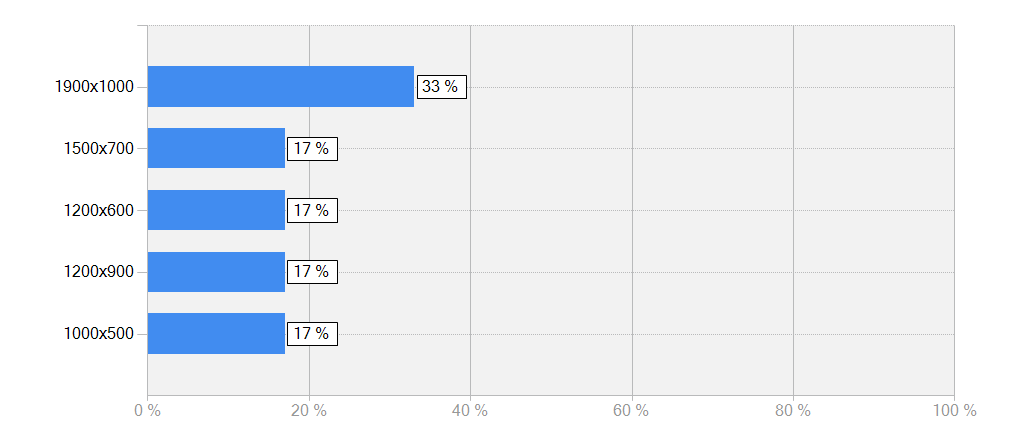 1900x1000 33 %
1500x700 17 %
1200x600 17 %
1200x900 17 %
1000x500 17 %
0 % 20 % 40 % 60 % 80 % 100 %